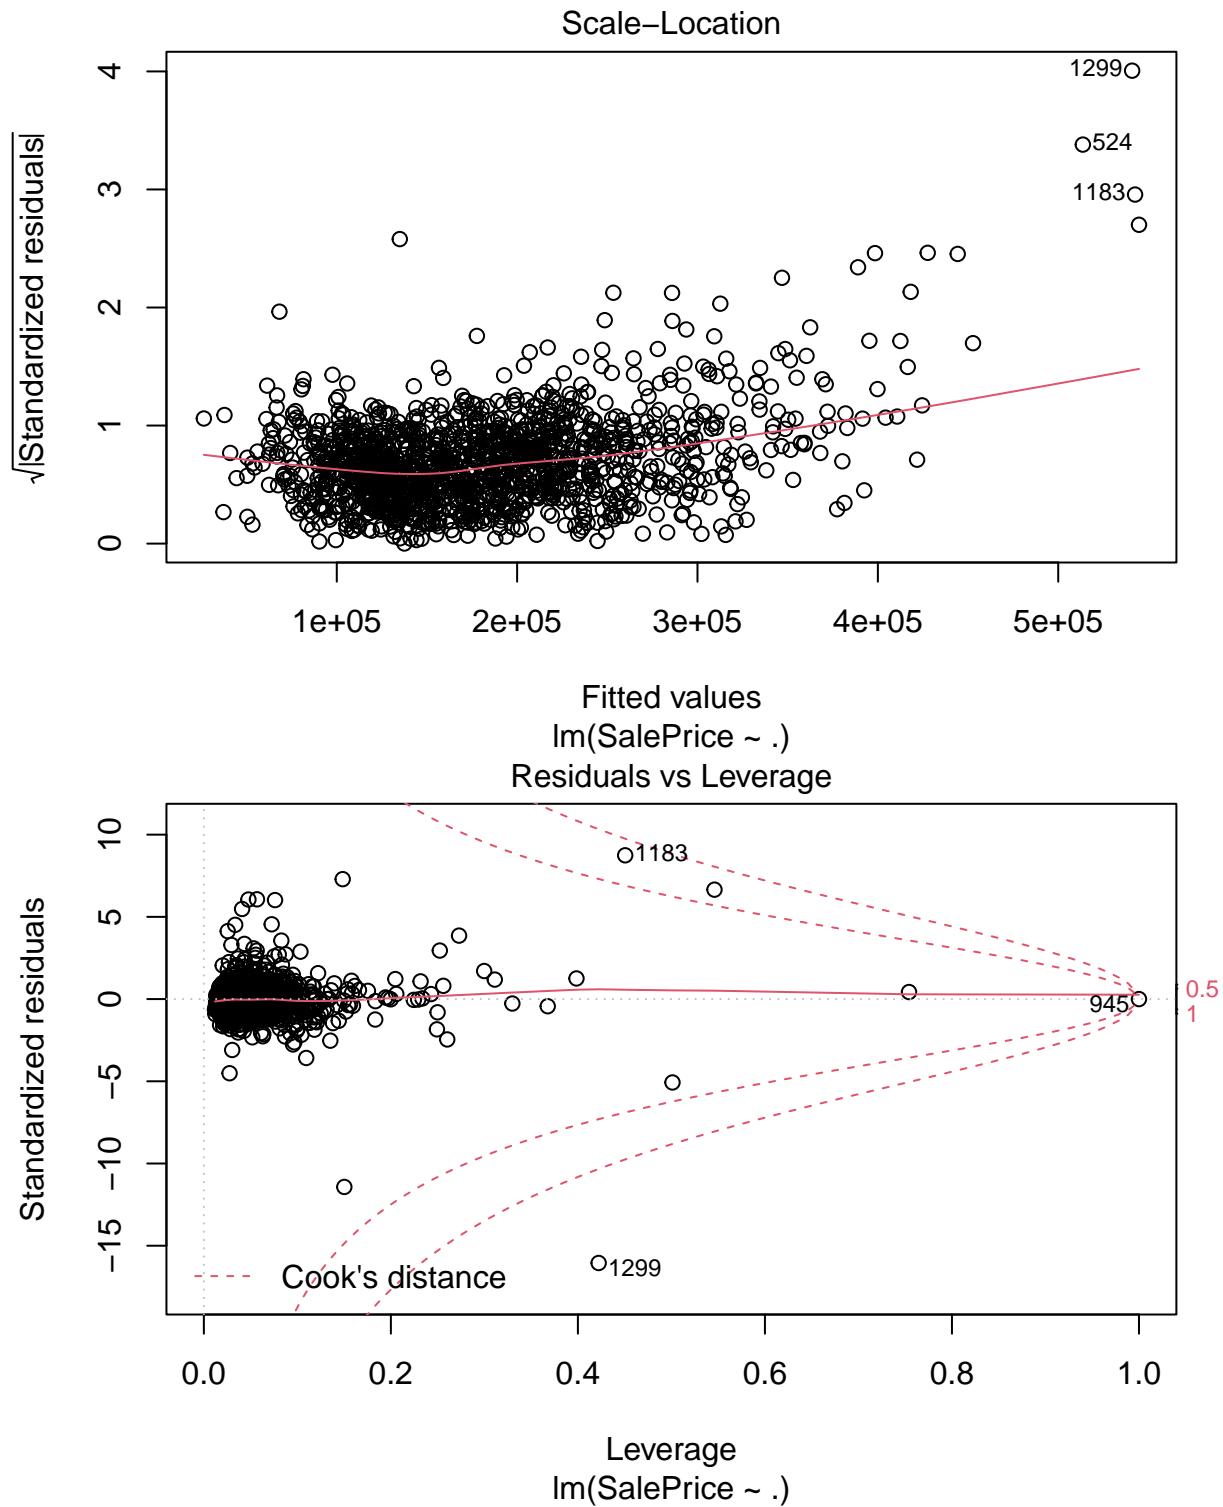 Scale−Location
√|Standardized residuals|
4
3
2
1
0
1299
524
1183
1e+05 2e+05 3e+05 4e+05 5e+05
Fitted values
lm(SalePrice ~ .)
Residuals vs Leverage
Standardized residuals
10
5
0
−5
−10
−15
1183
945
0.5
1
1299
Cook's distance
0.0 0.2 0.4 0.6 0.8 1.0
Leverage
lm(SalePrice ~ .)